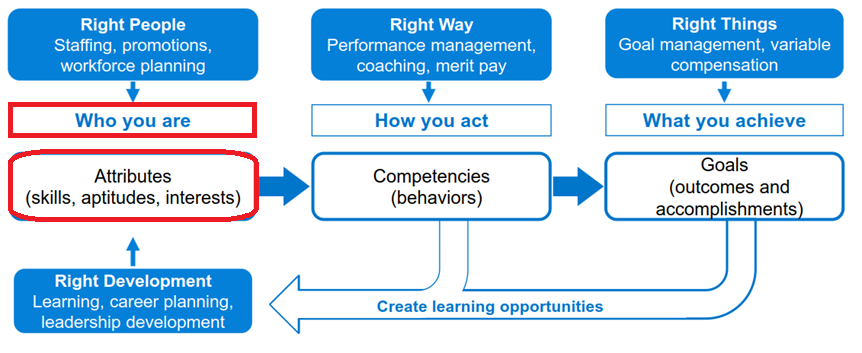 Right People
Staffing, promotions,
workforce planning
Right Way
Performance management,
coaching, merit pay
Right Things
Goal management, variable
compensation
Who you are
How you act
What you achieve
Attributes
(skills, aptitudes, interests)
Competencies
(behaviors)
Goals
(outcomes and
accomplishments)
Right Development
Learning, career planning,
leadership development
Create learning opportunities